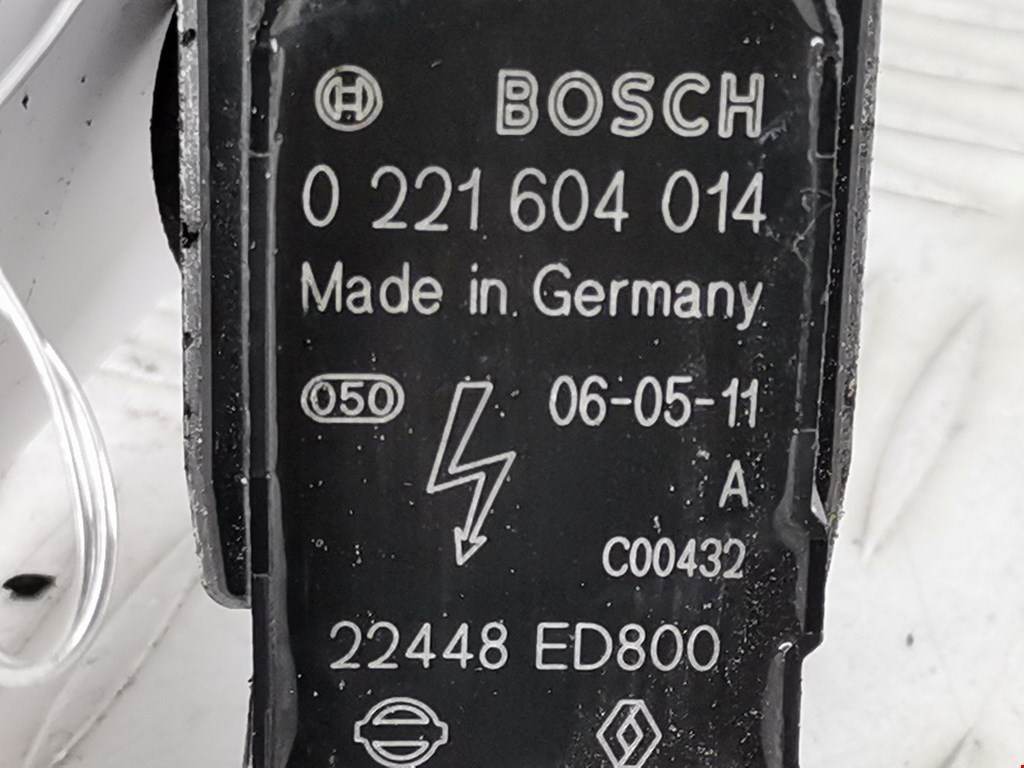 BOSCH
0 221 604 014
Made in Germany
050 06-05-11
A
C00432
22448 ED800